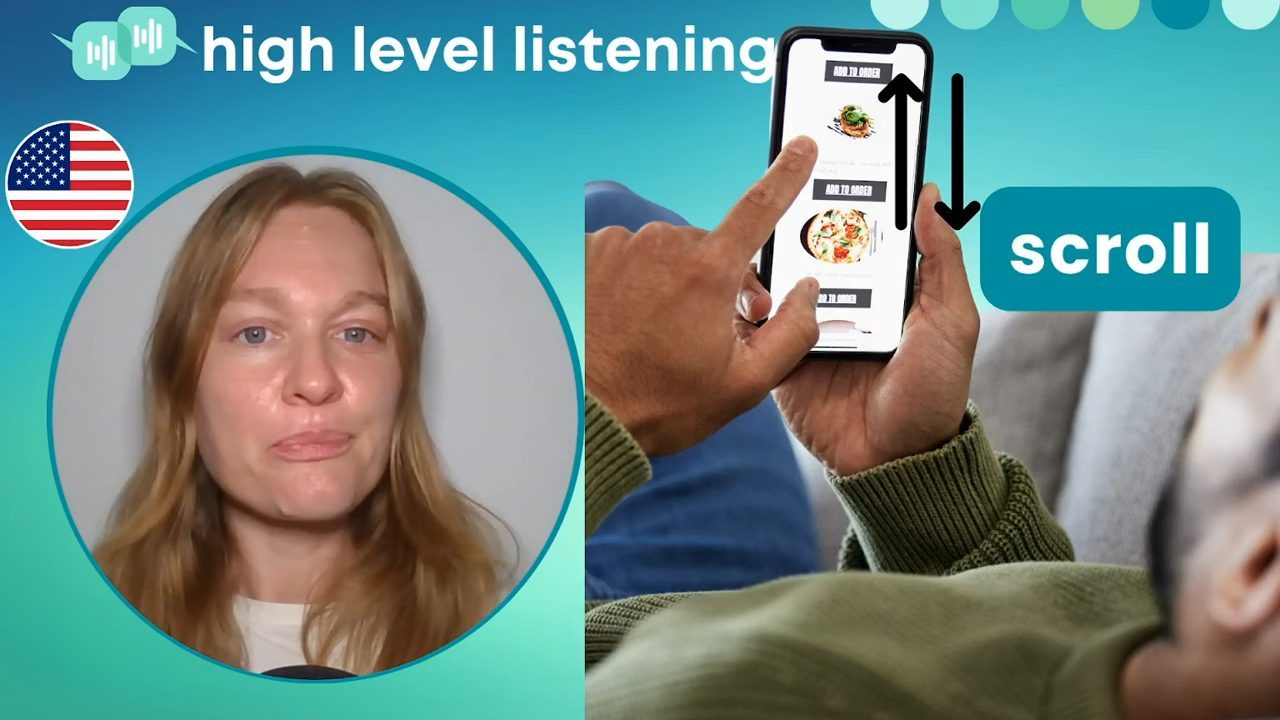 high level listening
ADD TO ORDER
ADD TO ORDER
ADD TO ORDER
scroll